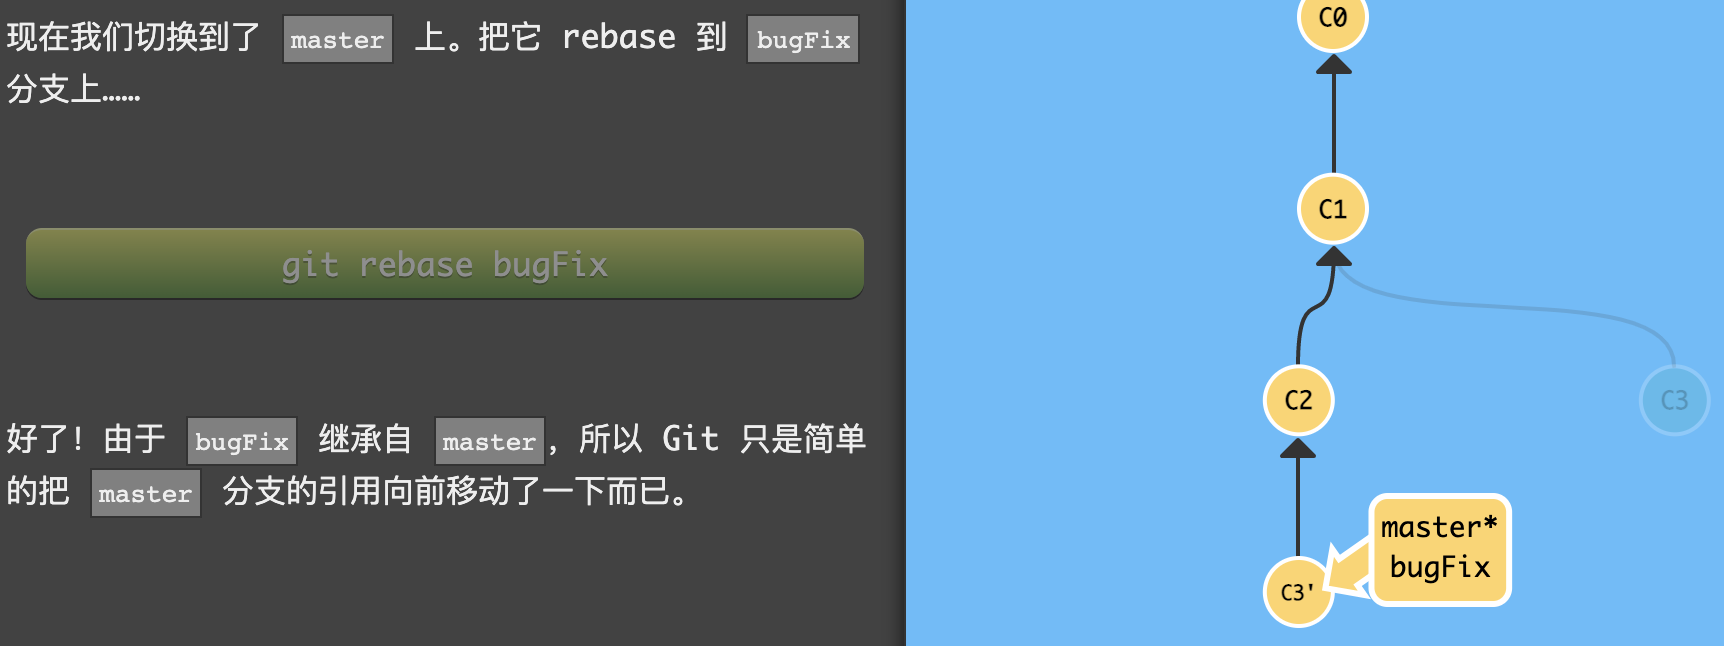 现在我们切换到了 master 上。把它 rebase 到 bugFix
分支上……
git rebase bugFix
好了！由于 bugFix 继承自 master，所以 Git 只是简单
的把 master 分支的引用向前移动了一下而已。
C0
C1
C2
C3
master*
bugFix
C3'